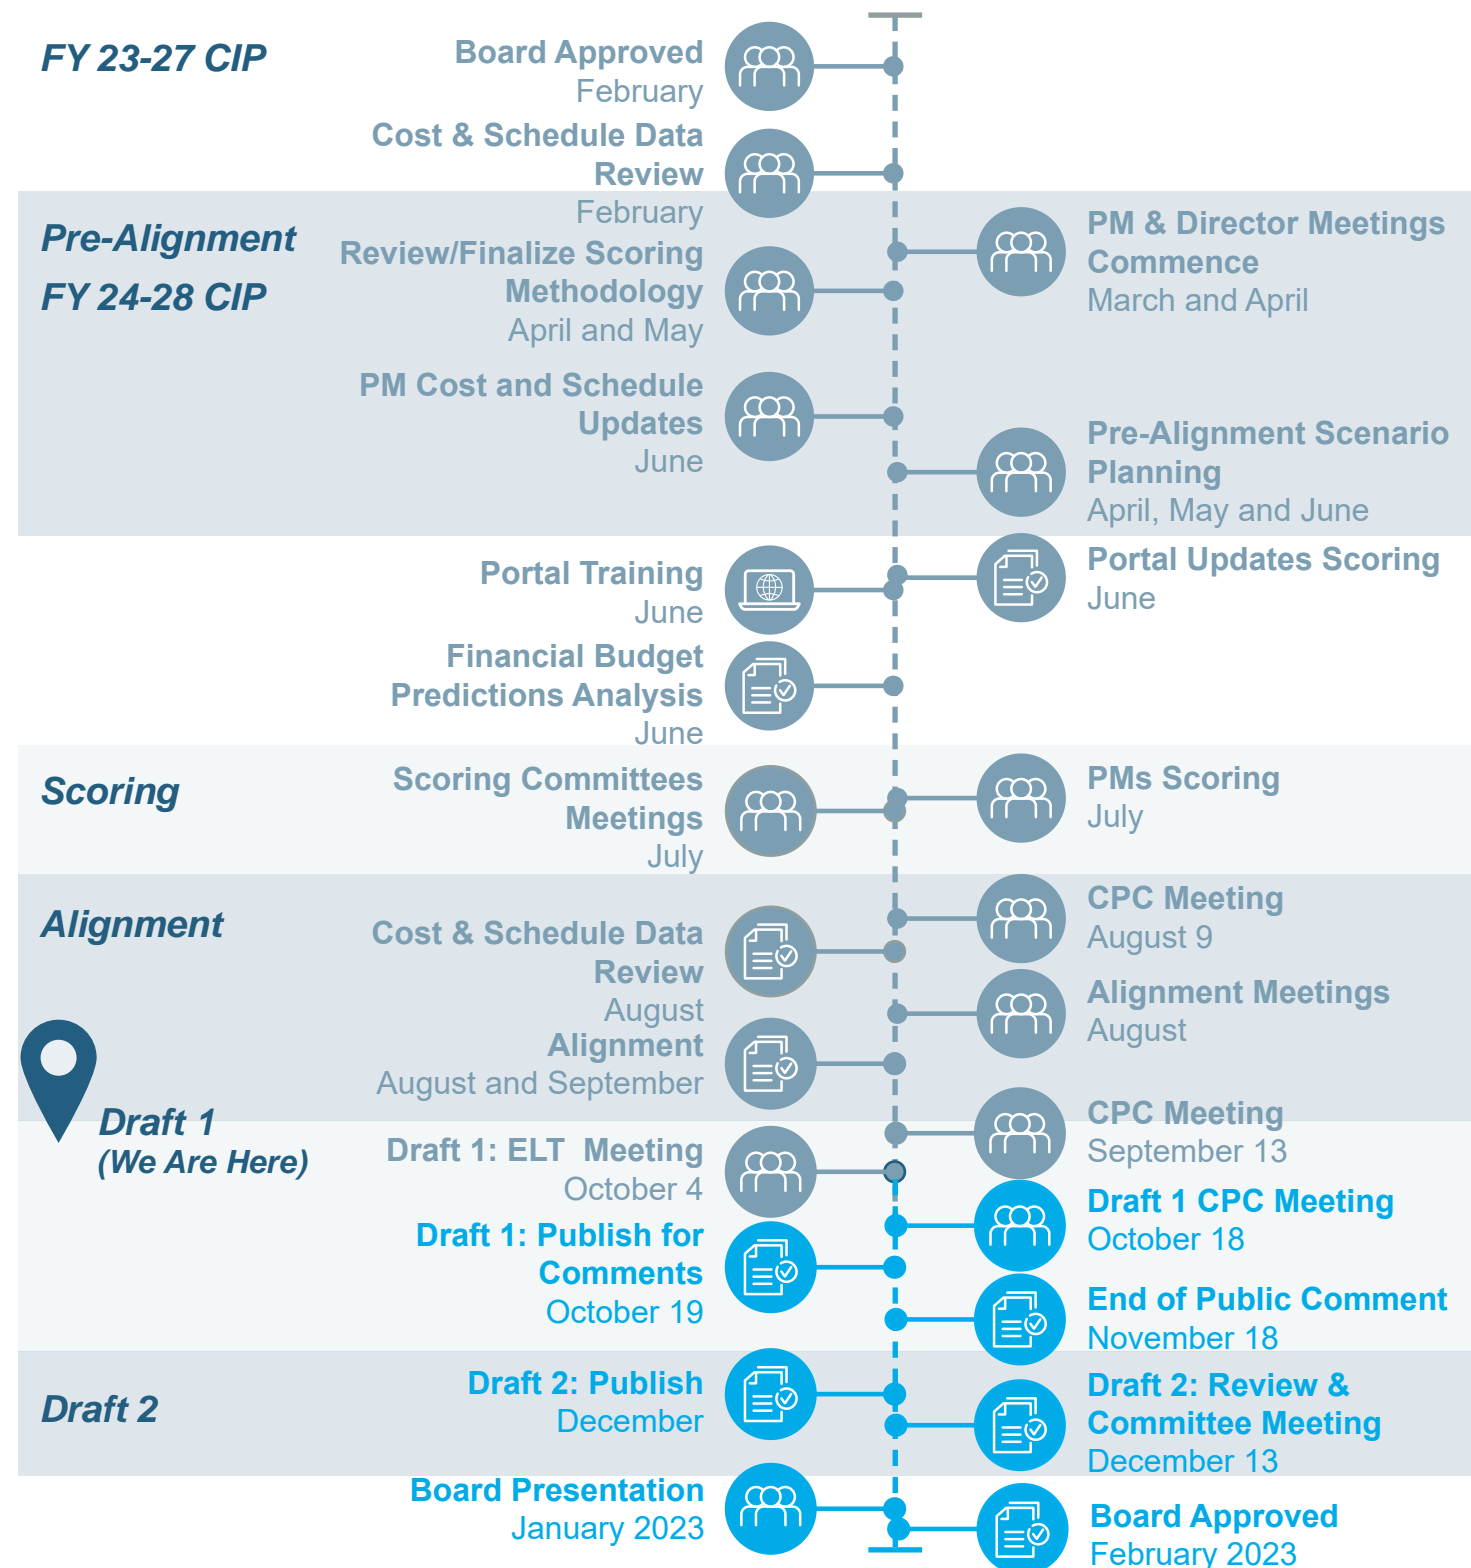 FY 23-27 CIP
Board Approved
February
Cost & Schedule Data
Review
February
Pre-Alignment
FY 24-28 CIP
PM & Director Meetings
Commence
March and April
Review/Finalize Scoring
Methodology
April and May
PM Cost and Schedule
Updates
June
Pre-Alignment Scenario
Planning
April, May and June
Portal Training
June
Portal Updates Scoring
June
Financial Budget
Predictions Analysis
June
Scoring
Scoring Committees
Meetings
July
PMs Scoring
July
Alignment
CPC Meeting
August 9
Cost & Schedule Data
Review
August
Alignment Meetings
August
Alignment
August and September
Draft 1
(We Are Here)
CPC Meeting
September 13
Draft 1: ELT  Meeting
October 4
Draft 1 CPC Meeting
October 18
Draft 1: Publish for
Comments
October 19
End of Public Comment
November 18
Draft 2
Draft 2: Publish
December
Draft 2: Review &
Committee Meeting
December 13
Board Presentation
January 2023
Board Approved
February 2023